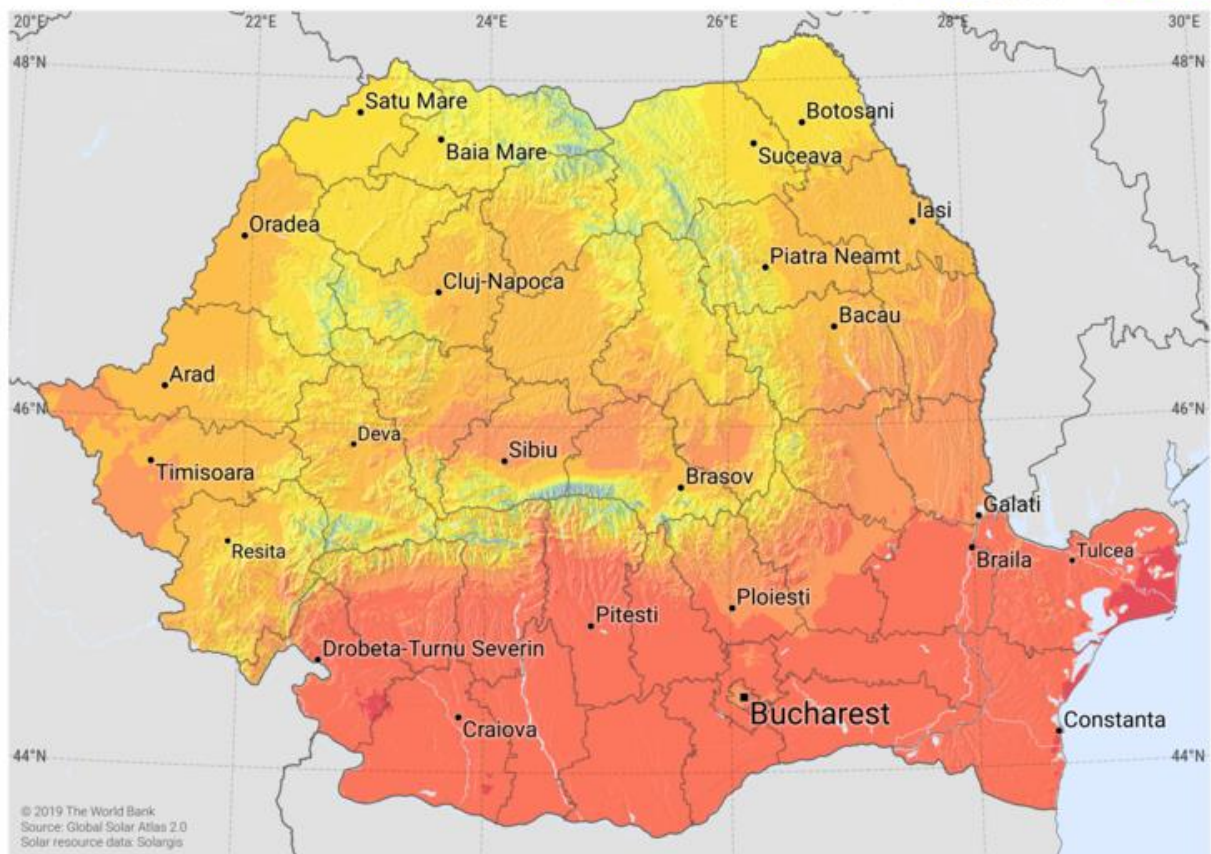 20°E 22°E 24°E 26°E 28°E 30°E
48°N 48°N
Satu Mare
Botosani
Baia Mare
Suceava
Iasi
Oradea
Piatra Neamt
Cluj-Napoca
Bacau
Arad
46°N 46°N
Deva
Sibiu
Timisoara
Brasov
Galati
Resita
Braila
Tulcea
Ploiesti
Pitesti
Drobeta-Turnu Severin
Bucharest
Craiova
Constanta
44°N 44°N
© 2019 The World Bank
Source: Global Solar Atlas 2.0
Solar resource data: Solargis